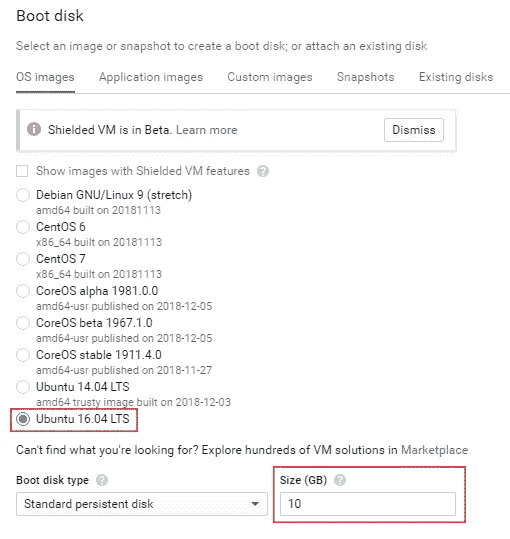 Boot disk
Select an image or snapshot to create a boot disk; or attach an existing disk
OS images Application images Custom images Snapshots Existing disks
Shielded VM is in Beta. Learn more Dismiss
Show images with Shielded VM features
Debian GNU/Linux 9 (stretch)
amd64 built on 20181113
CentOS 6
x86_64 built on 20181113
CentOS 7
x86_64 built on 20181113
CoreOS alpha 1981.0.0
amd64-usr published on 2018-12-05
CoreOS beta 1967.1.0
amd64-usr published on 2018-12-05
CoreOS stable 1911.4.0
amd64-usr published on 2018-11-27
Ubuntu 14.04 LTS
amd64 trusty image built on 2018-12-03
Ubuntu 16.04 LTS
Can't find what you're looking for? Explore hundreds of VM solutions in Marketplace
Boot disk type Size (GB)
Standard persistent disk 10